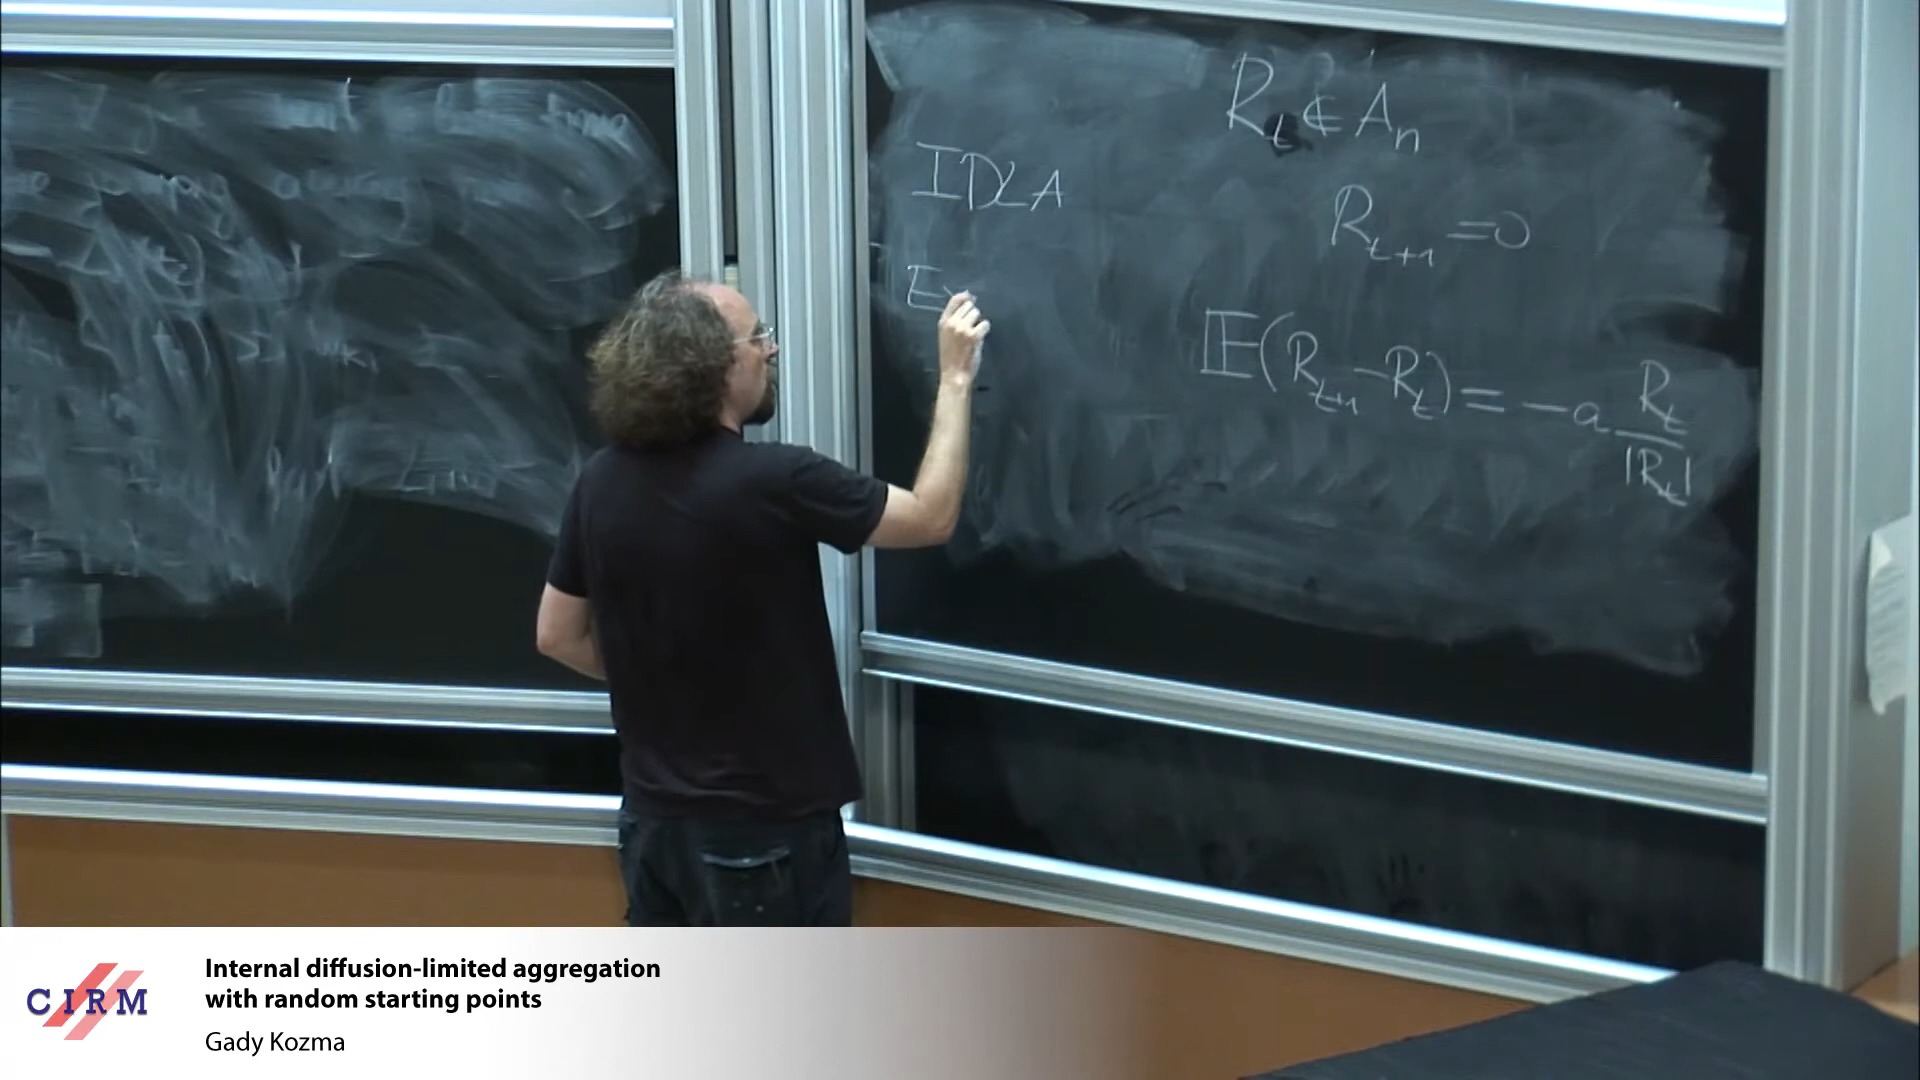 R_t ∉ A_n
IDLA
R_{t+1} = 0
Ex
𝔼(R_{t+1} - R_t) = -a R_t / |R_t|
CIRM
Internal diffusion-limited aggregation
with random starting points
Gady Kozma